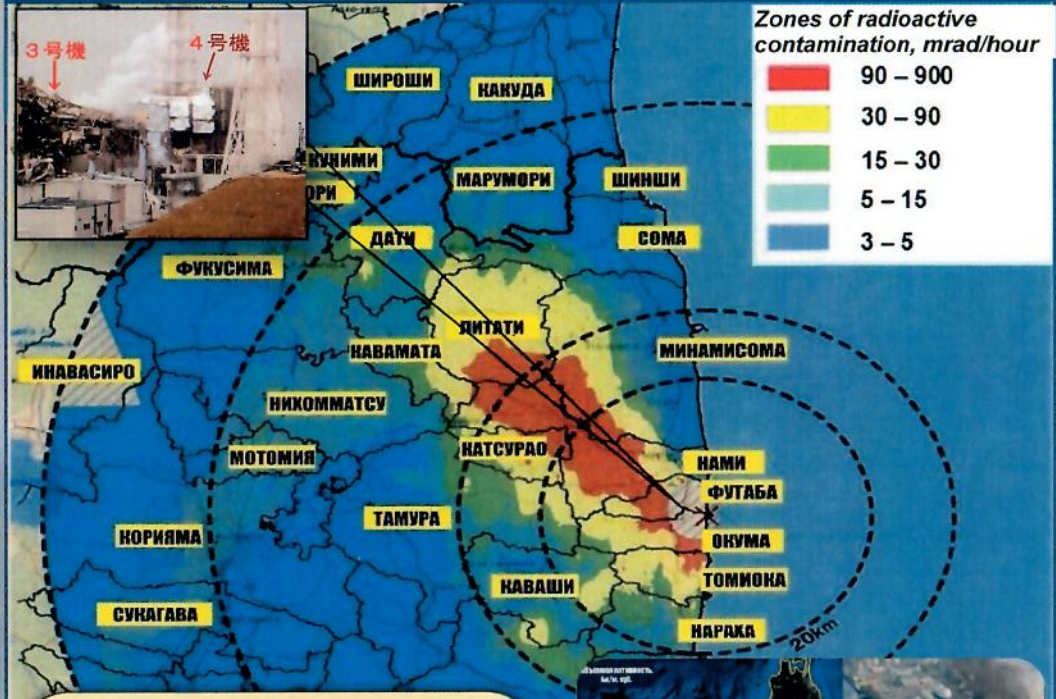 3号機
4号機
Zones of radioactive
contamination, mrad/hour
90 – 900
30 – 90
15 – 30
5 – 15
3 – 5
ШИРОШИ
КАКУДА
КУНИМИ
ОРИ
МАРУМОРИ
ШИНШИ
ДАТИ
СОМА
ФУКУСИМА
ЛИТАТИ
КАВАМАТА
МИНАМИСОМА
ИНАВАСИРО
НИХОММАТСУ
МОТОМИЯ
КАТСУРАО
НАМИ
ФУТАБА
ТАМУРА
КОРИЯМА
ОКУМА
КАВАШИ
ТОМИОКА
СУКАГАВА
НАРАХА
20km